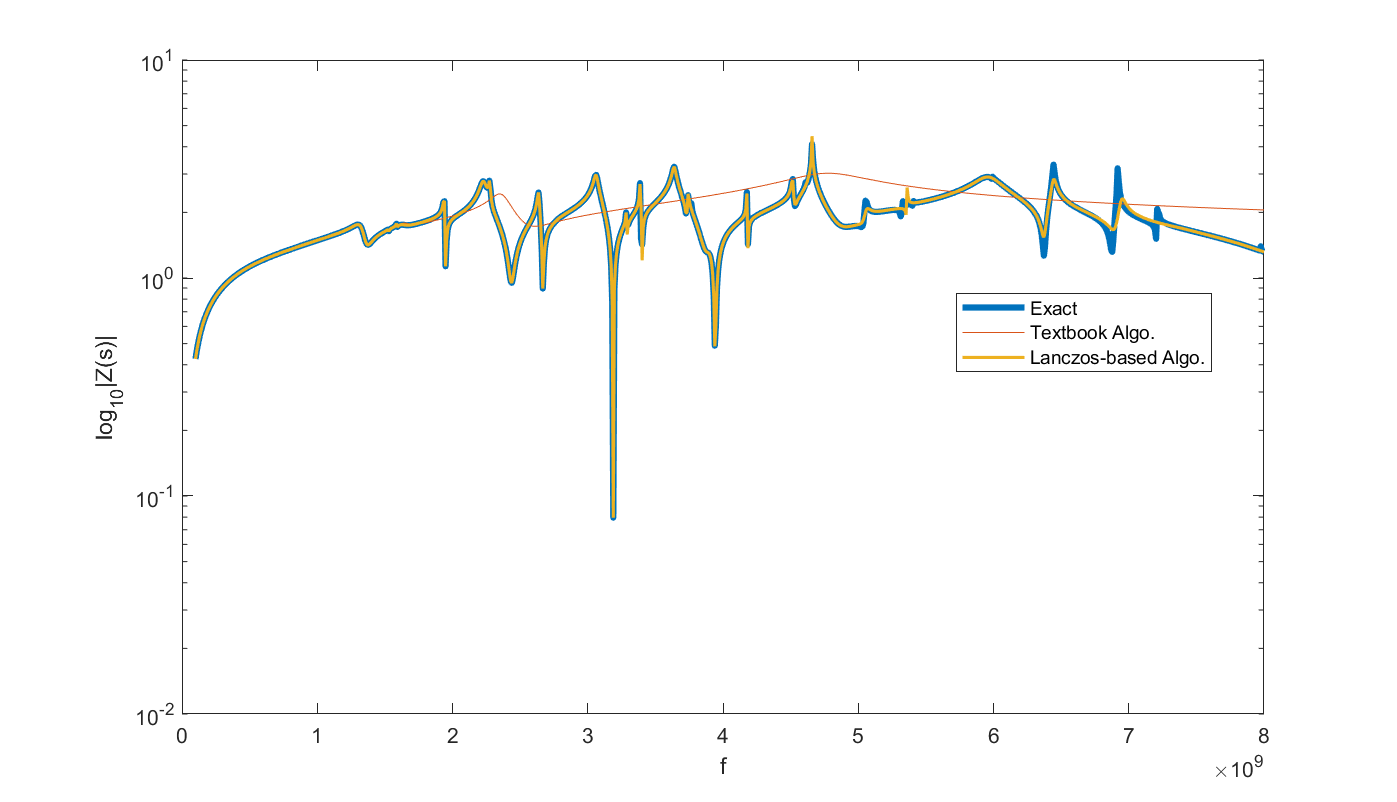 10^1
10^0
10^-1
10^-2
log_10|Z(s)|
Exact
Textbook Algo.
Lanczos-based Algo.
0 1 2 3 4 5 6 7 8
f
×10^9